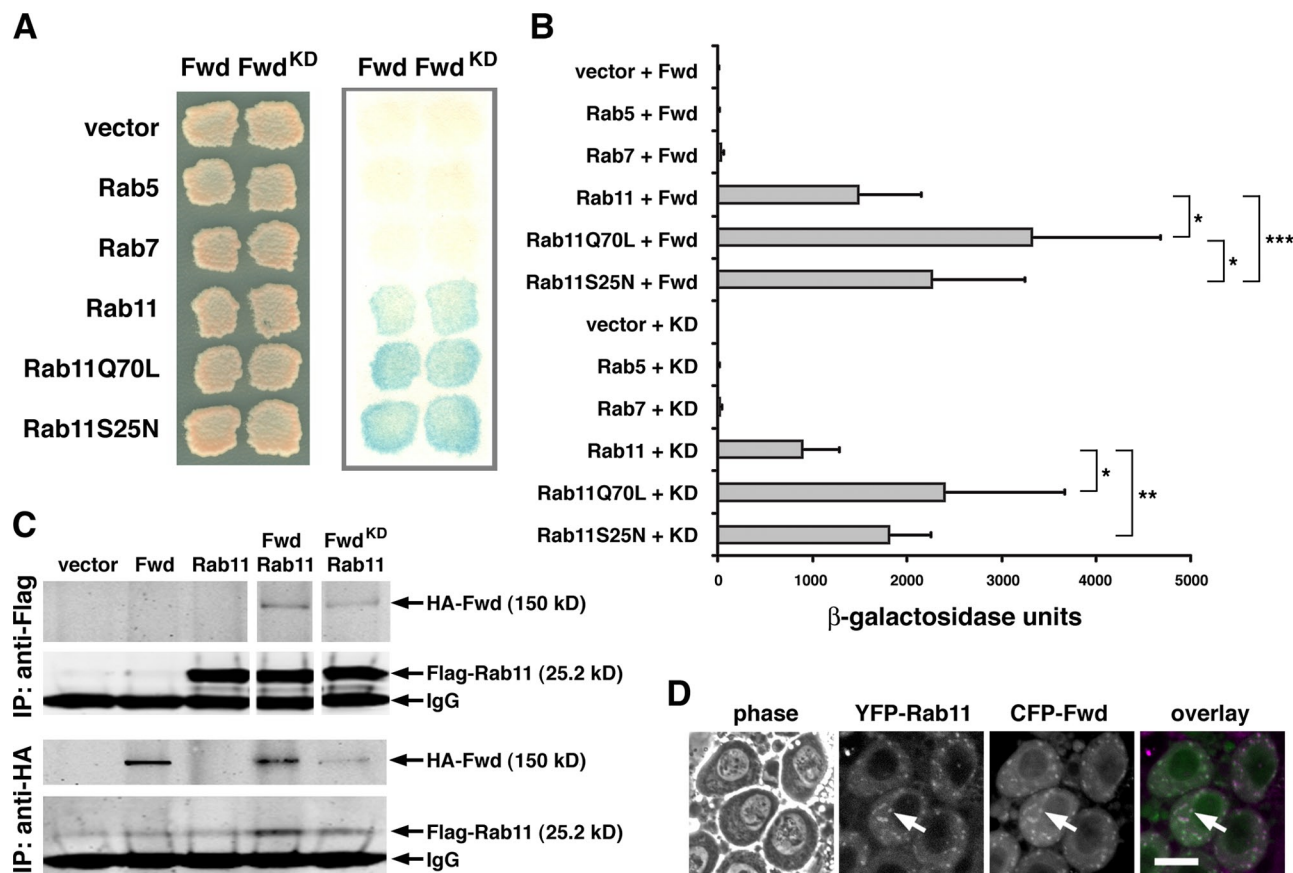 A
Fwd Fwd^KD
Fwd Fwd^KD
vector
Rab5
Rab7
Rab11
Rab11Q70L
Rab11S25N
B
vector + Fwd
Rab5 + Fwd
Rab7 + Fwd
Rab11 + Fwd
Rab11Q70L + Fwd
Rab11S25N + Fwd
vector + KD
Rab5 + KD
Rab7 + KD
Rab11 + KD
Rab11Q70L + KD
Rab11S25N + KD
*
*
***
*
**
0 1000 2000 3000 4000 5000
β-galactosidase units
C
Fwd Fwd^KD
vector Fwd Rab11 Rab11 Rab11
IP: anti-Flag
HA-Fwd (150 kD)
Flag-Rab11 (25.2 kD)
IgG
IP: anti-HA
HA-Fwd (150 kD)
Flag-Rab11 (25.2 kD)
IgG
D
phase YFP-Rab11 CFP-Fwd overlay